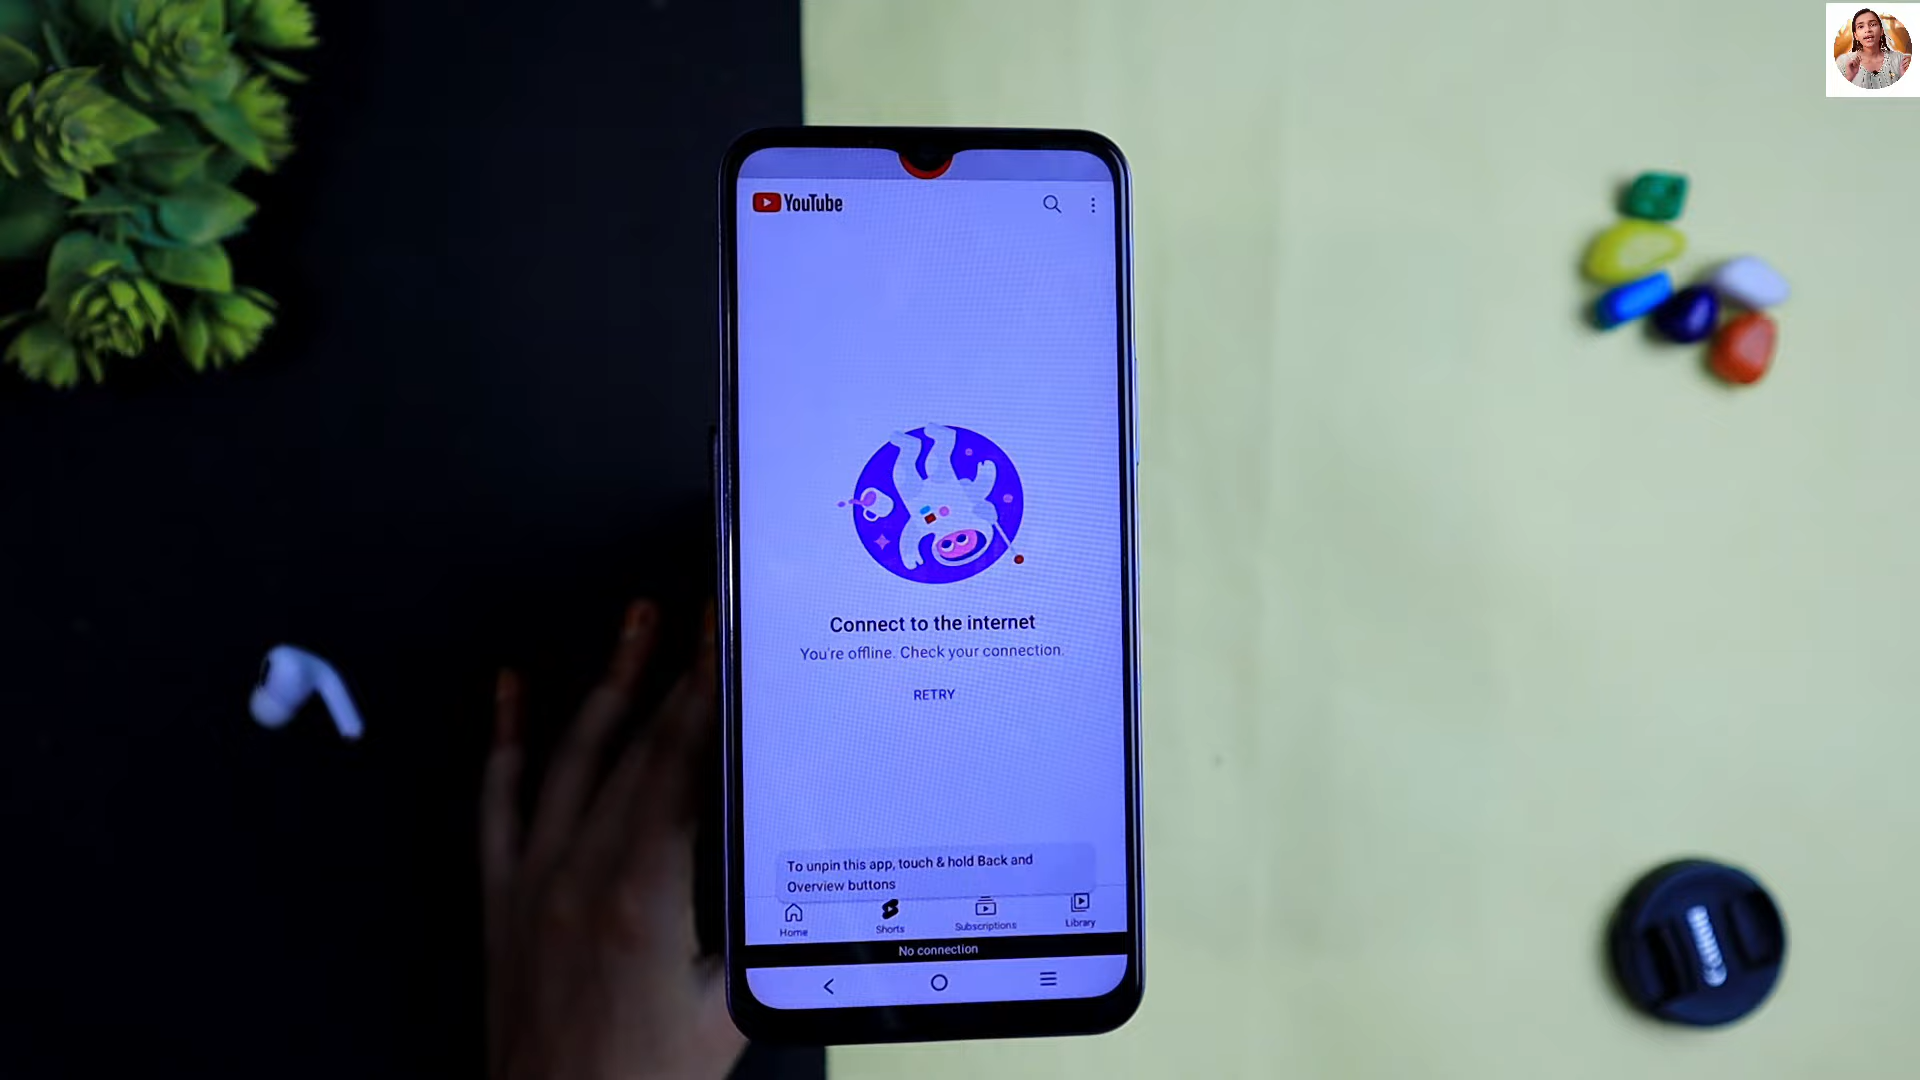 YouTube
Connect to the internet
You're offline. Check your connection.
RETRY
To unpin this app, touch & hold Back and
Overview buttons
Home
Shorts
Subscriptions
Library
No connection
Canon